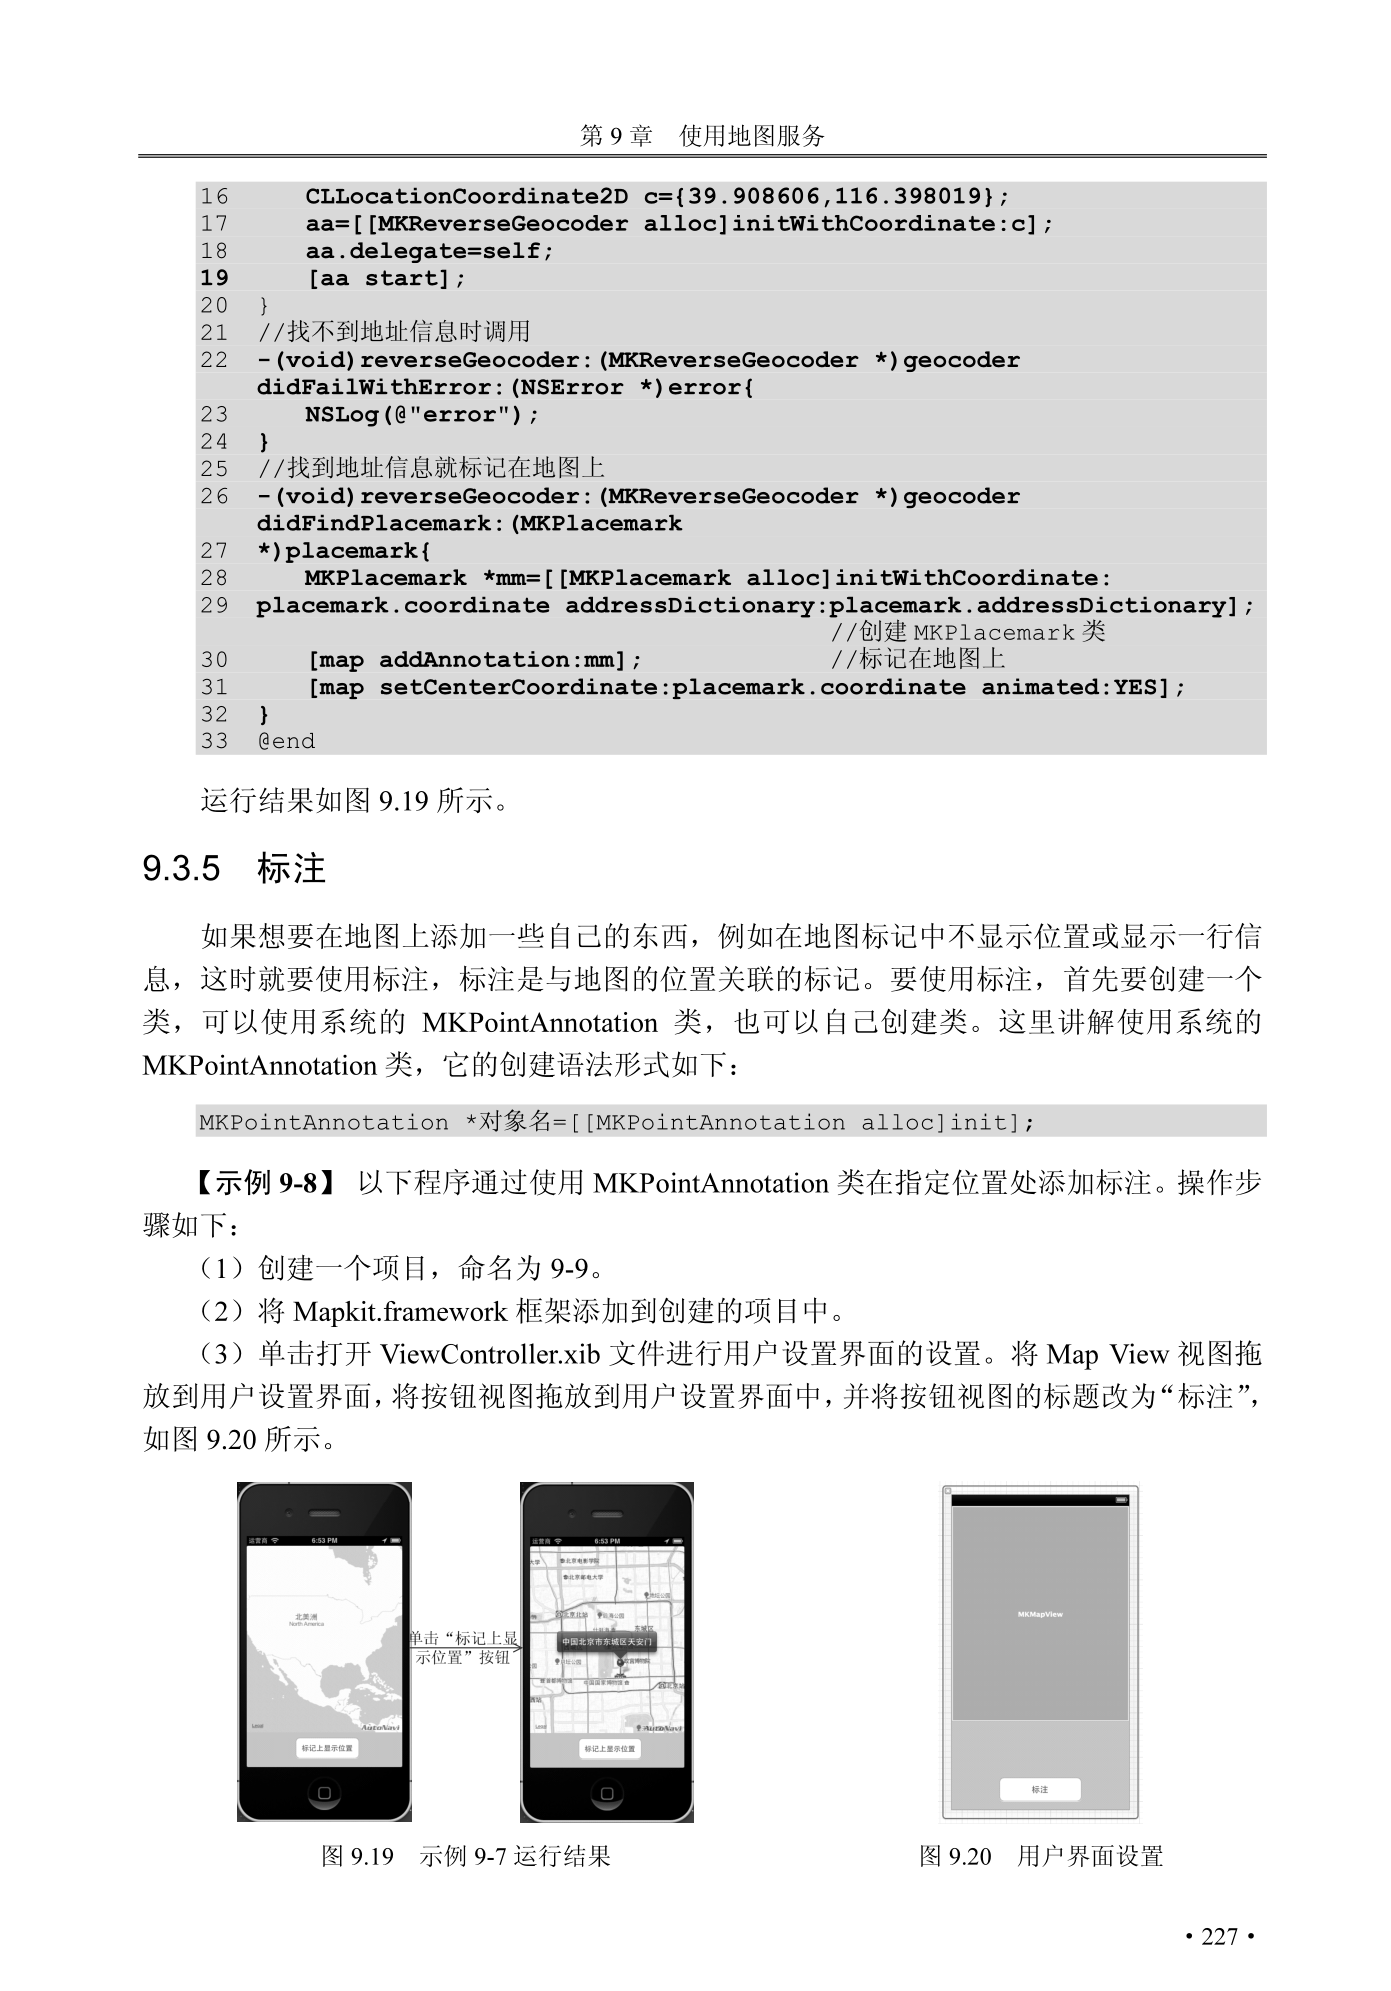 第 9 章　使用地图服务
16 CLLocationCoordinate2D c={39.908606,116.398019};
17 aa=[[MKReverseGeocoder alloc]initWithCoordinate:c];
18 aa.delegate=self;
19 [aa start];
20 }
21 //找不到地址信息时调用
22 -(void)reverseGeocoder:(MKReverseGeocoder *)geocoder
didFailWithError:(NSError *)error{
23 NSLog(@"error");
24 }
25 //找到地址信息就标记在地图上
26 -(void)reverseGeocoder:(MKReverseGeocoder *)geocoder
didFindPlacemark:(MKPlacemark
27 *)placemark{
28 MKPlacemark *mm=[[MKPlacemark alloc]initWithCoordinate:
29 placemark.coordinate addressDictionary:placemark.addressDictionary];
//创建 MKPlacemark 类
30 [map addAnnotation:mm]; //标记在地图上
31 [map setCenterCoordinate:placemark.coordinate animated:YES];
32 }
33 @end
运行结果如图 9.19 所示。
9.3.5　标注
如果想要在地图上添加一些自己的东西，例如在地图标记中不显示位置或显示一行信
息，这时就要使用标注，标注是与地图的位置关联的标记。要使用标注，首先要创建一个
类，可以使用系统的 MKPointAnnotation 类，也可以自己创建类。这里讲解使用系统的
MKPointAnnotation 类，它的创建语法形式如下：
MKPointAnnotation *对象名=[[MKPointAnnotation alloc]init];
【示例 9-8】 以下程序通过使用 MKPointAnnotation 类在指定位置处添加标注。操作步
骤如下：
（1）创建一个项目，命名为 9-9。
（2）将 Mapkit.framework 框架添加到创建的项目中。
（3）单击打开 ViewController.xib 文件进行用户设置界面的设置。将 Map View 视图拖
放到用户设置界面，将按钮视图拖放到用户设置界面中，并将按钮视图的标题改为“标注”，
如图 9.20 所示。
运营商 6:53 PM
北美洲
North America
Legal
AutoNavi
标记上显示位置
单击“标记上显
示位置”按钮
运营商 6:53 PM
北京电影学院
北京邮电大学
北京北站
东城区
中国北京市东城区天安门
AutoNavi
标记上显示位置
MKMapView
标注
图 9.19　示例 9-7 运行结果
图 9.20　用户界面设置
• 227 •